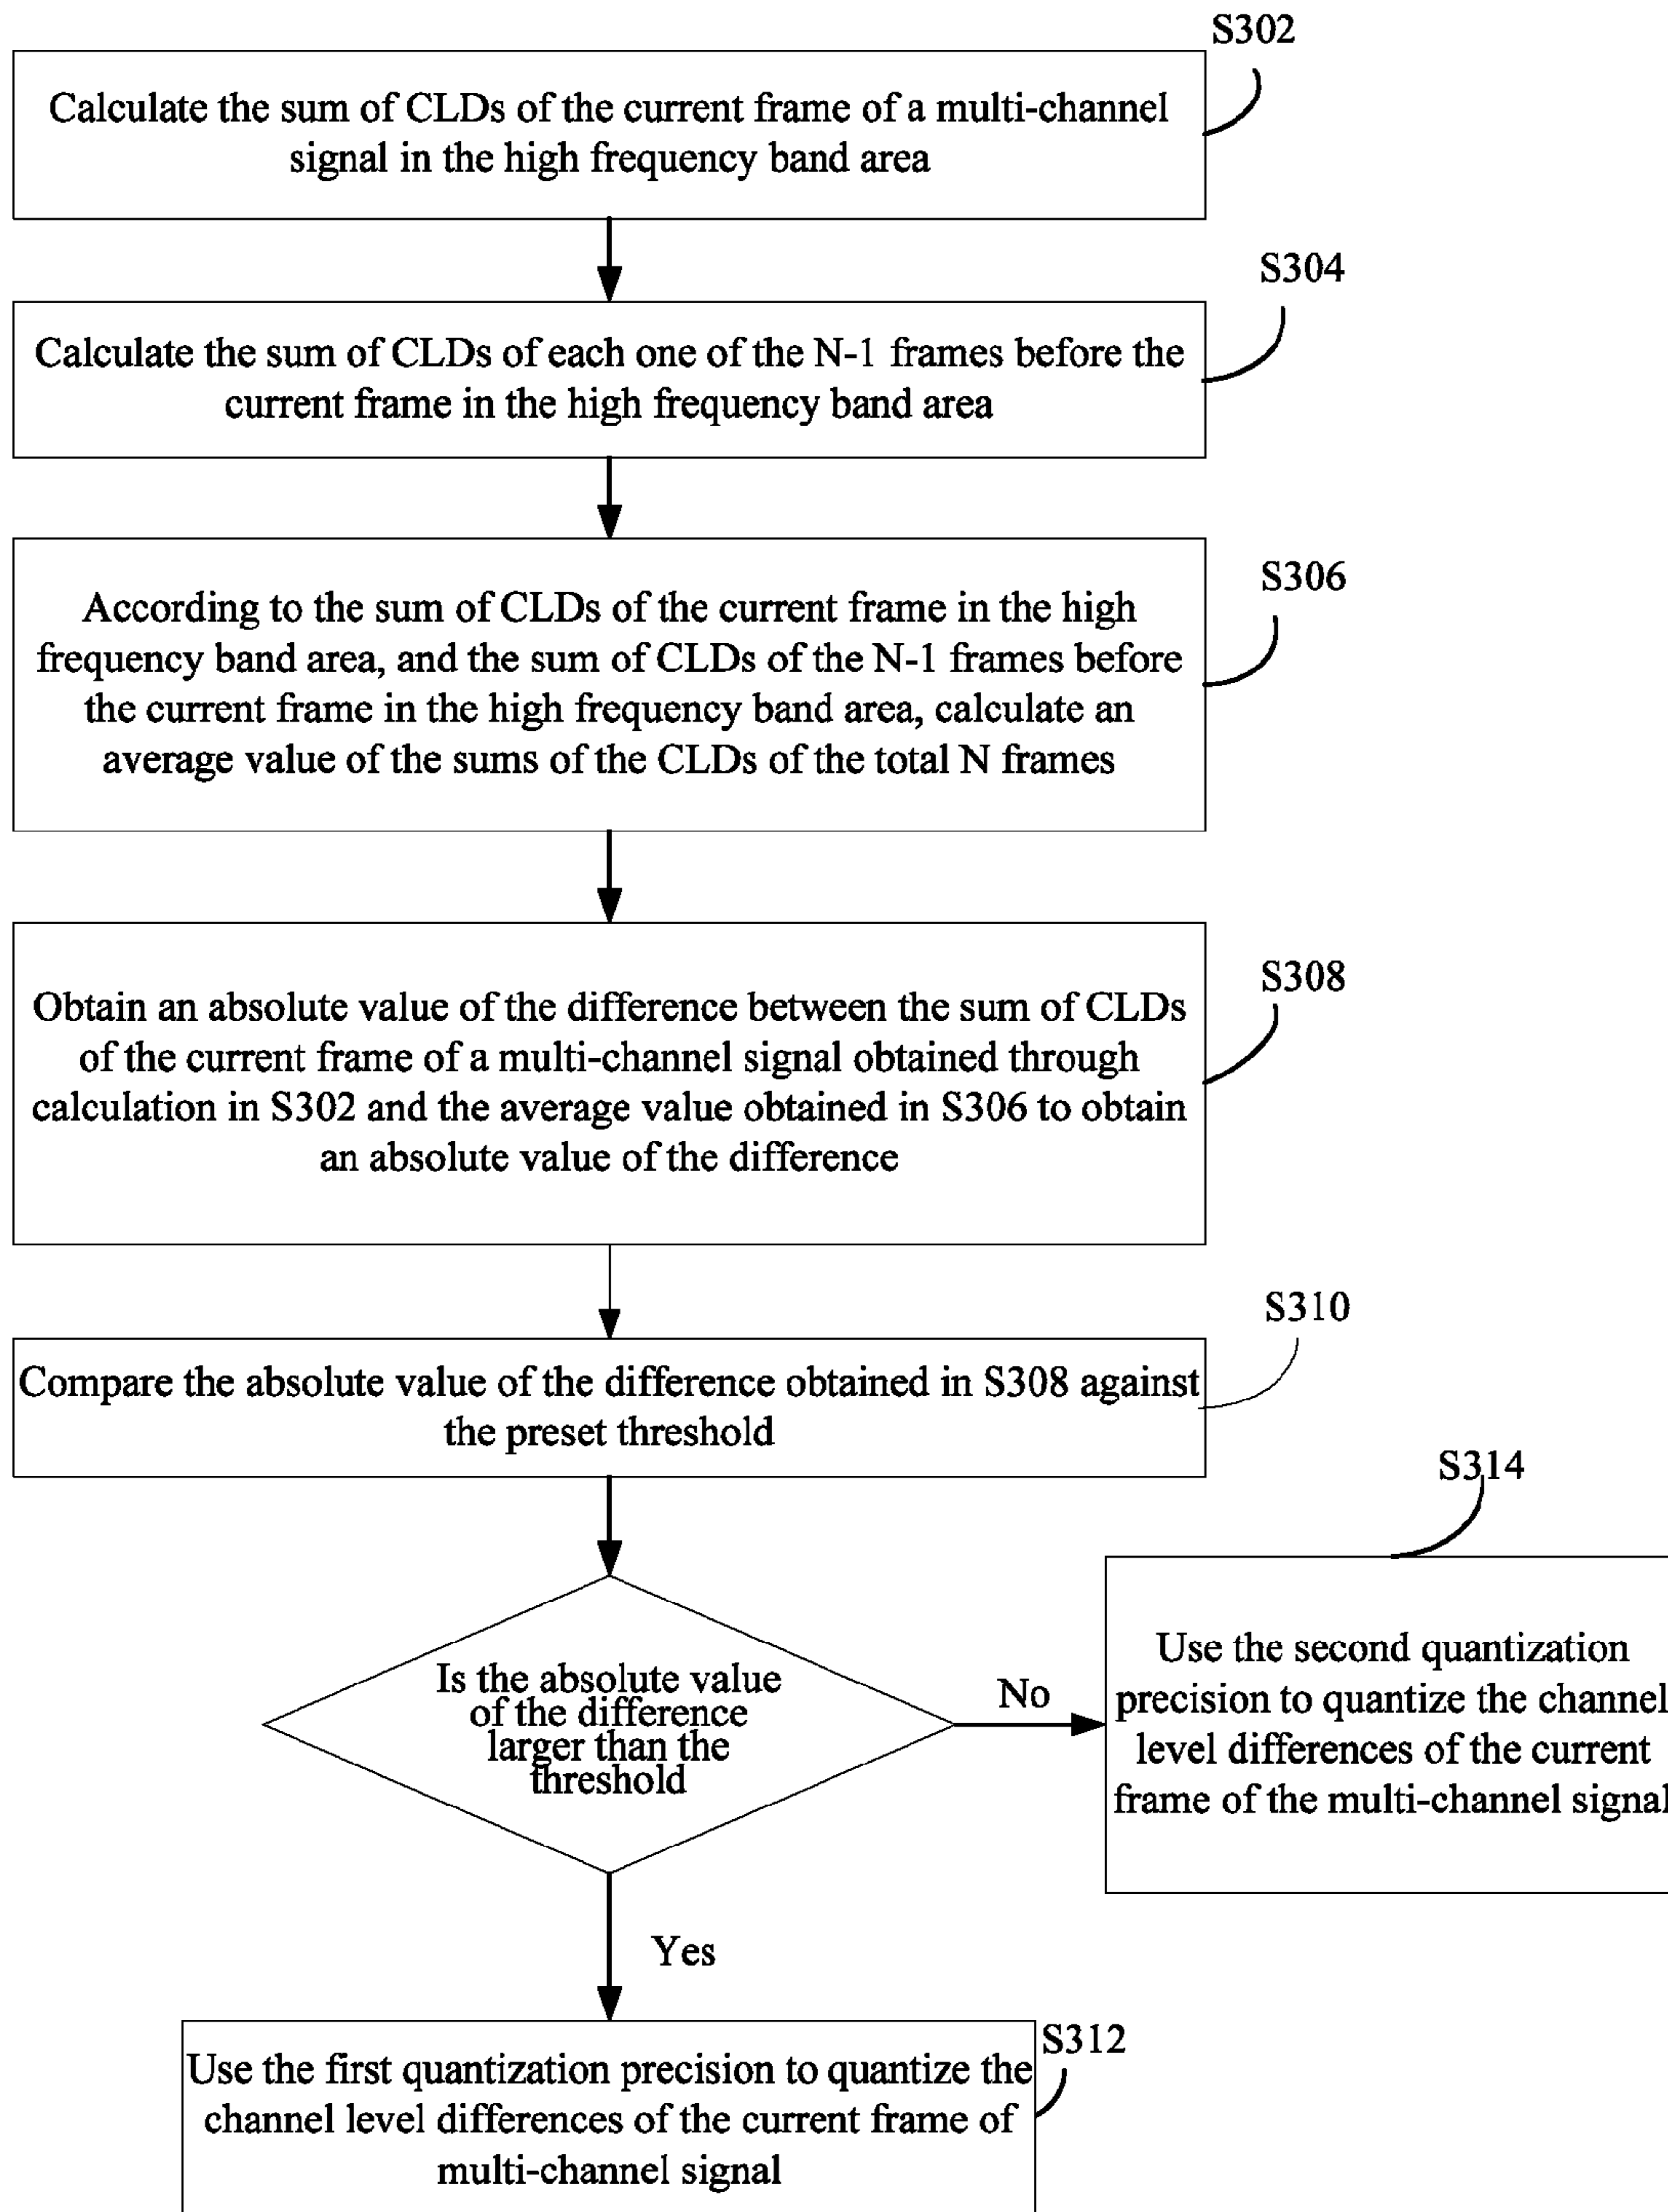 S302
Calculate the sum of CLDs of the current frame of a multi-channel
signal in the high frequency band area
S304
Calculate the sum of CLDs of each one of the N-1 frames before the
current frame in the high frequency band area
S306
According to the sum of CLDs of the current frame in the high
frequency band area, and the sum of CLDs of the N-1 frames before
the current frame in the high frequency band area, calculate an
average value of the sums of the CLDs of the total N frames
S308
Obtain an absolute value of the difference between the sum of CLDs
of the current frame of a multi-channel signal obtained through
calculation in S302 and the average value obtained in S306 to obtain
an absolute value of the difference
S310
Compare the absolute value of the difference obtained in S308 against
the preset threshold
S314
Is the absolute value
of the difference
larger than the
threshold
No
Use the second quantization
precision to quantize the channel
level differences of the current
frame of the multi-channel signal
Yes
S312
Use the first quantization precision to quantize the
channel level differences of the current frame of
multi-channel signal